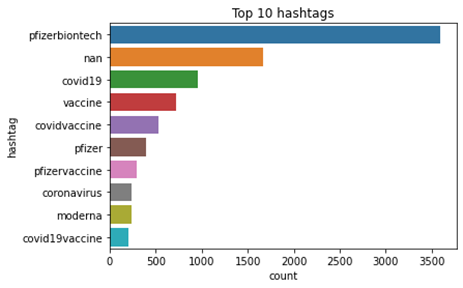 Top 10 hashtags
hashtag
pfizerbiontech
nan
covid19
vaccine
covidvaccine
pfizer
pfizervaccine
coronavirus
moderna
covid19vaccine
0 500 1000 1500 2000 2500 3000 3500
count